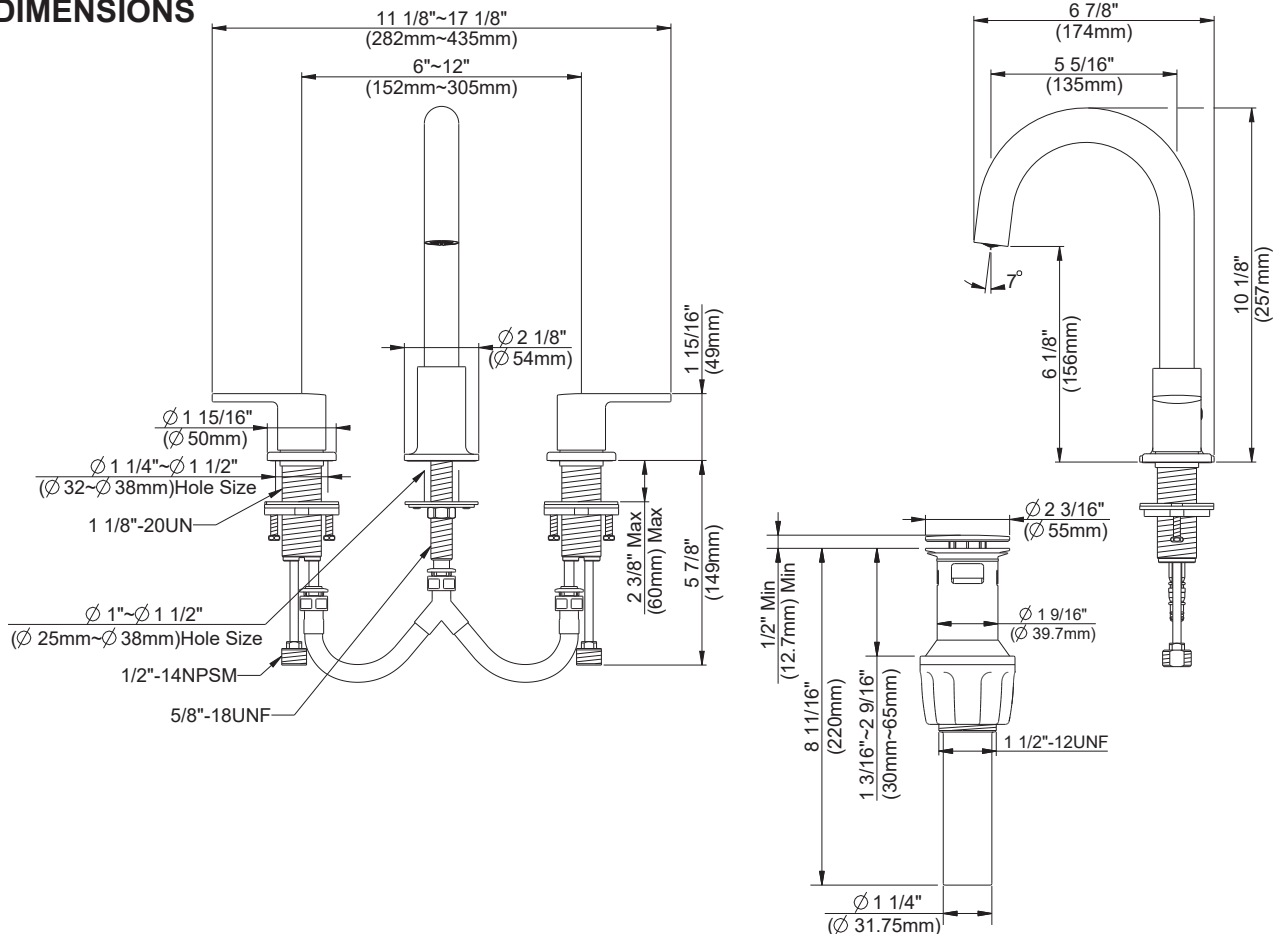 DIMENSIONS
11 1/8"~17 1/8"
(282mm~435mm)
6"~12"
(152mm~305mm)
Ø 2 1/8"
(Ø 54mm)
1 15/16"
(49mm)
Ø 1 15/16"
(Ø 50mm)
Ø 1 1/4"~Ø 1 1/2"
(Ø 32~Ø 38mm)Hole Size
1 1/8"-20UN
2 3/8" Max
(60mm) Max
5 7/8"
(149mm)
Ø 1"~Ø 1 1/2"
(Ø 25mm~Ø 38mm)Hole Size
1/2"-14NPSM
5/8"-18UNF
6 7/8"
(174mm)
5 5/16"
(135mm)
7°
6 1/8"
(156mm)
10 1/8"
(257mm)
Ø 2 3/16"
(Ø 55mm)
1/2" Min
(12.7mm) Min
Ø 1 9/16"
(Ø 39.7mm)
8 11/16"
(220mm)
1 3/16"~2 9/16"
(30mm~65mm)
1 1/2"-12UNF
Ø 1 1/4"
(Ø 31.75mm)